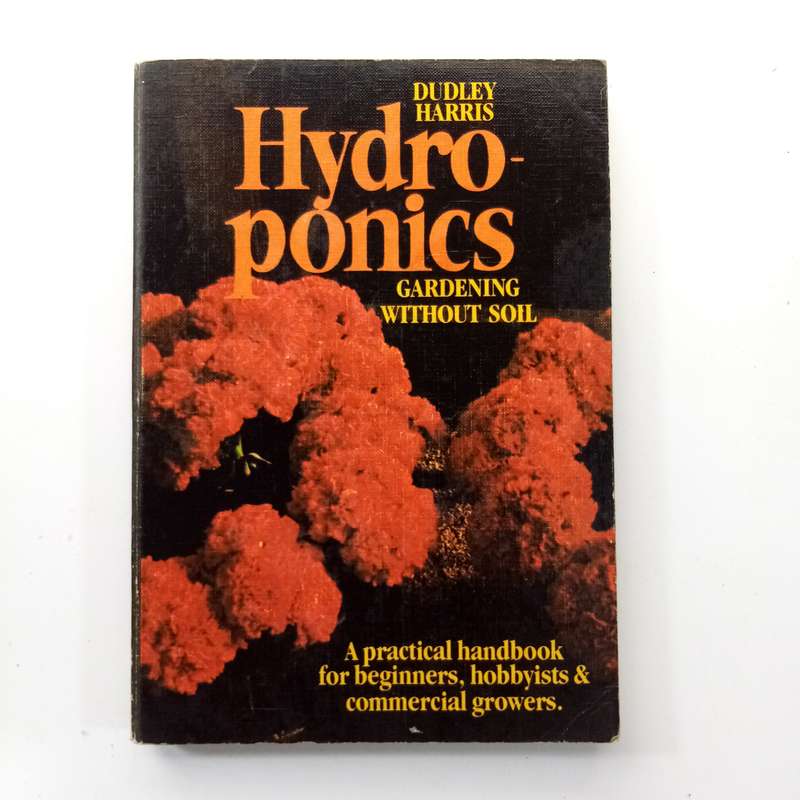 DUDLEY
HARRIS
Hydro-
ponics
GARDENING
WITHOUT SOIL
A practical handbook
for beginners, hobbyists &
commercial growers.